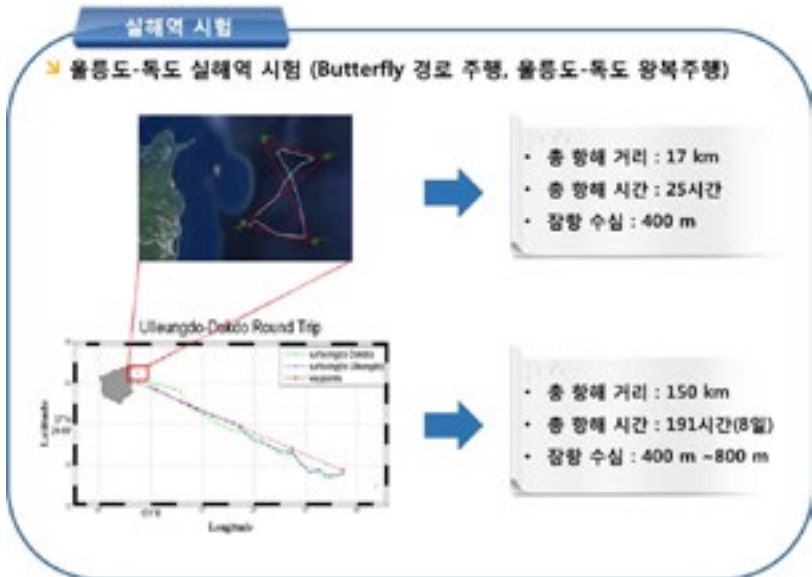 실해역 시험
울릉도-독도 실해역 시험 (Butterfly 경로 주행, 울릉도-독도 왕복주행)
• 총 항해 거리 : 17 km
• 총 항해 시간 : 25시간
• 잠항 수심 : 400 m
Ulleungdo-Dokdo Round Trip
waypoints
Latitude
Longitude
• 총 항해 거리 : 150 km
• 총 항해 시간 : 191시간(8일)
• 잠항 수심 : 400 m ~800 m